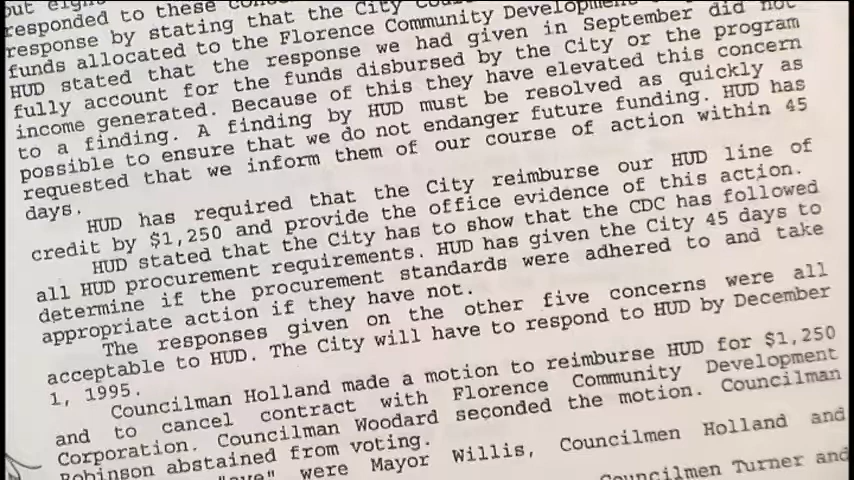 responded to these
response by stating that the City
funds allocated to the Florence Community Development
HUD stated that the response we had given in September did not
fully account for the funds disbursed by the City or the program
income generated. Because of this they have elevated this concern
to a finding. A finding by HUD must be resolved as quickly as
possible to ensure that we do not endanger future funding. HUD has
requested that we inform them of our course of action within 45
days.
HUD has required that the City reimburse our HUD line of
credit by $1,250 and provide the office evidence of this action.
HUD stated that the City has to show that the CDC has followed
all HUD procurement requirements. HUD has given the City 45 days to
determine if the procurement standards were adhered to and take
appropriate action if they have not.
The responses given on the other five concerns were all
acceptable to HUD. The City will have to respond to HUD by December
1, 1995.
Councilman Holland made a motion to reimburse HUD for $1,250
and to cancel contract with Florence Community Development
Corporation. Councilman Woodard seconded the motion. Councilman
Robinson abstained from voting.
"aye" were Mayor Willis, Councilmen Holland and
Councilmen Turner and